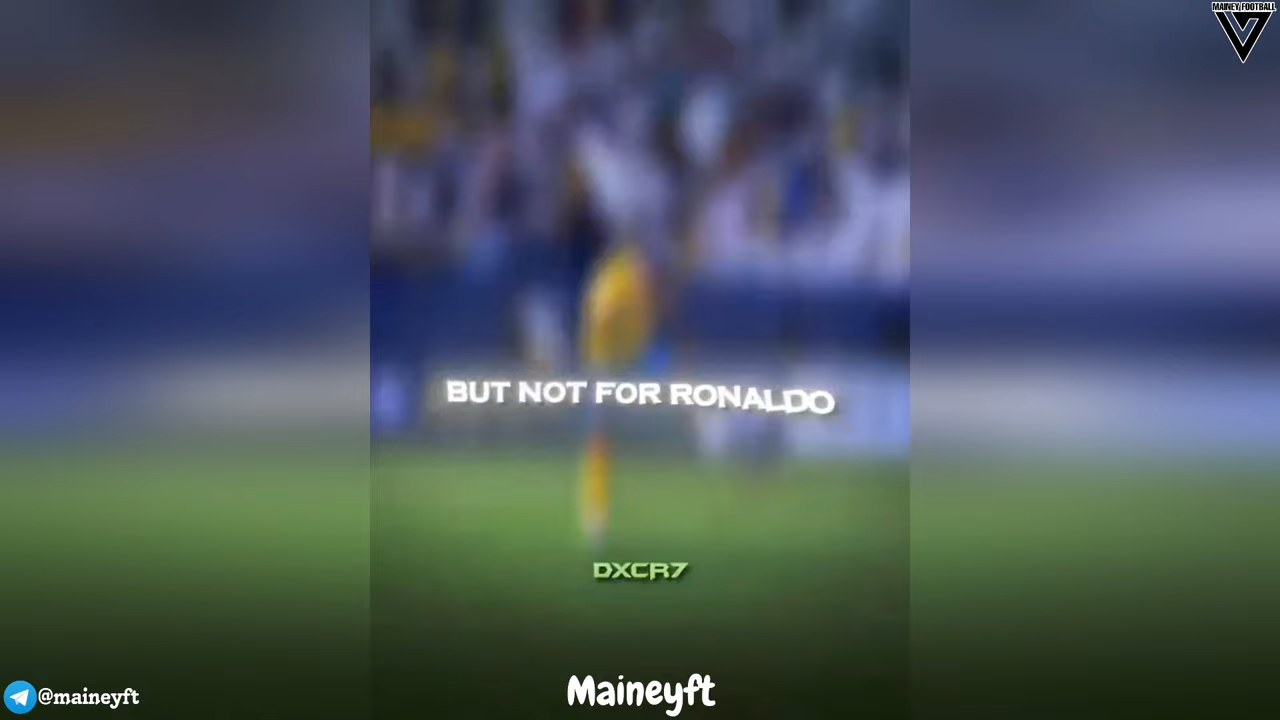 MAINEY FOOTBALL
BUT NOT FOR RONALDO
DXCR7
Maineyft
@maineyft